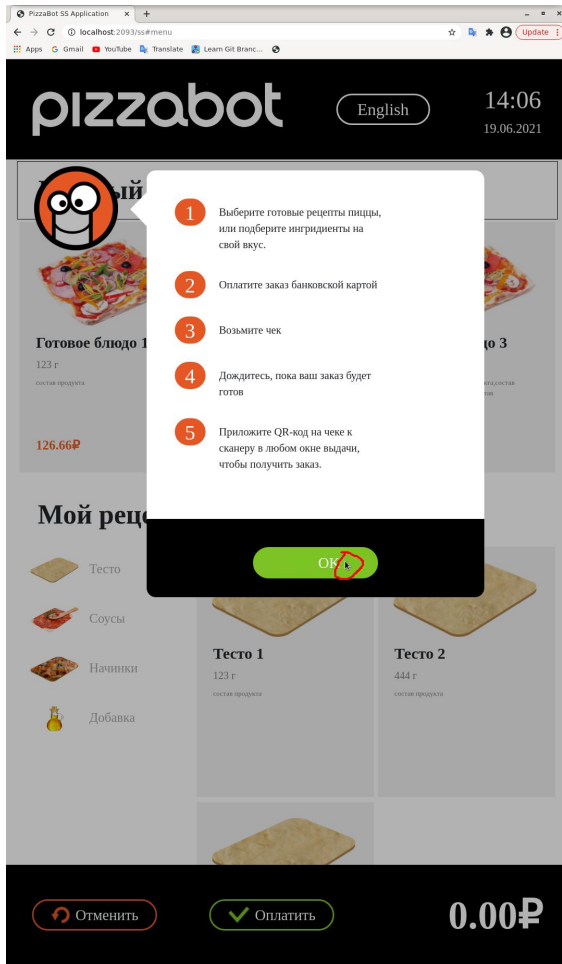 PizzaBot SS Application
localhost:2093/ss#menu
Update
Apps
Gmail
YouTube
Translate
Learn Git Branc...
pizzabot
English
14:06
19.06.2021
ый
1
Выберите готовые рецепты пиццы,
или подберите ингридиенты на
свой вкус.
2
Оплатите заказ банковской картой
3
Возьмите чек
4
Дождитесь, пока ваш заказ будет
готов
5
Приложите QR-код на чеке к
сканеру в любом окне выдачи,
чтобы получить заказ.
OK
Готовое блюдо 1
123 г
состав продукта
126.66₽
до 3
Мой реце
Тесто
Соусы
Начинки
Добавка
Тесто 1
123 г
состав продукта
Тесто 2
444 г
состав продукта
Отменить
Оплатить
0.00₽